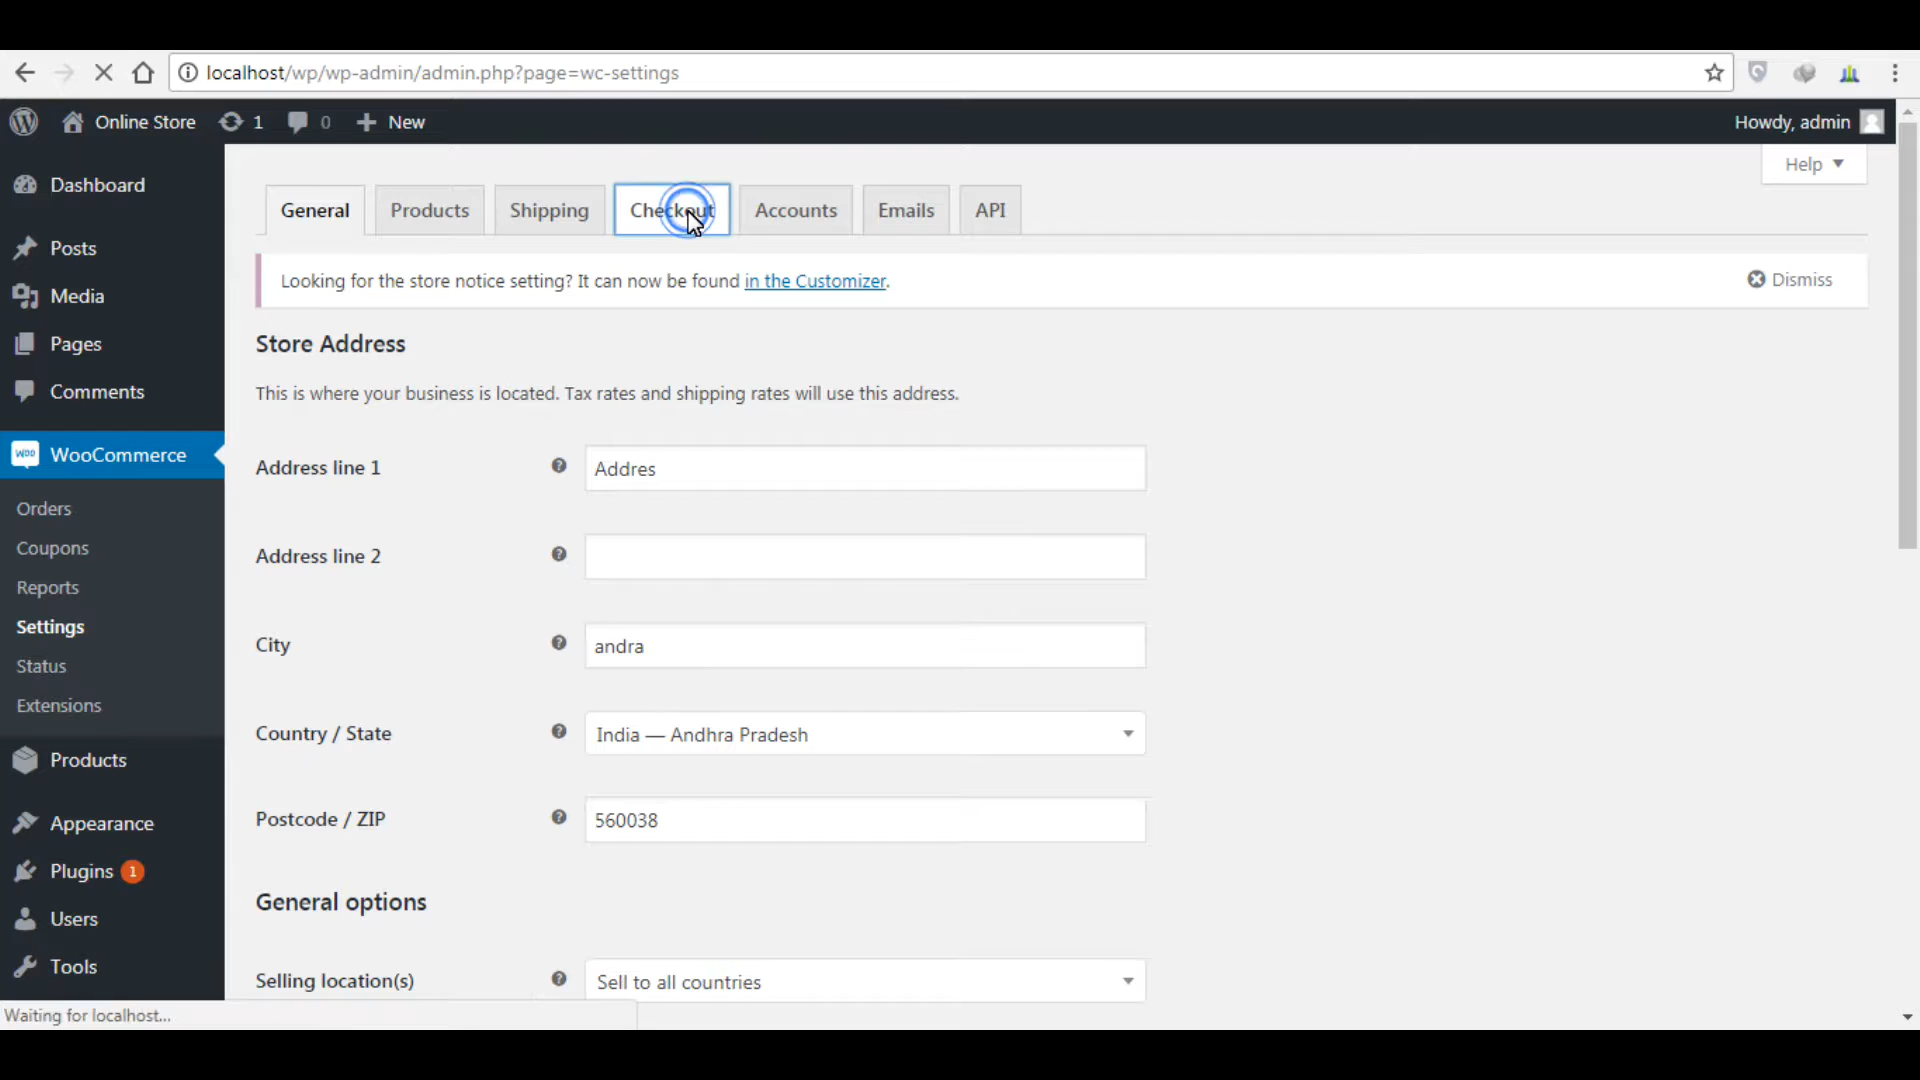 localhost/wp/wp-admin/admin.php?page=wc-settings
Online Store 1 0 New Howdy, admin
Help
General Products Shipping Checkout Accounts Emails API
Looking for the store notice setting? It can now be found in the Customizer. Dismiss
Dashboard
Posts
Media
Pages
Comments
WooCommerce
Orders
Coupons
Reports
Settings
Status
Extensions
Products
Appearance
Plugins 1
Users
Tools
Store Address
This is where your business is located. Tax rates and shipping rates will use this address.
Address line 1 Addres
Address line 2
City andra
Country / State India — Andhra Pradesh
Postcode / ZIP 560038
General options
Selling location(s) Sell to all countries
Waiting for localhost...